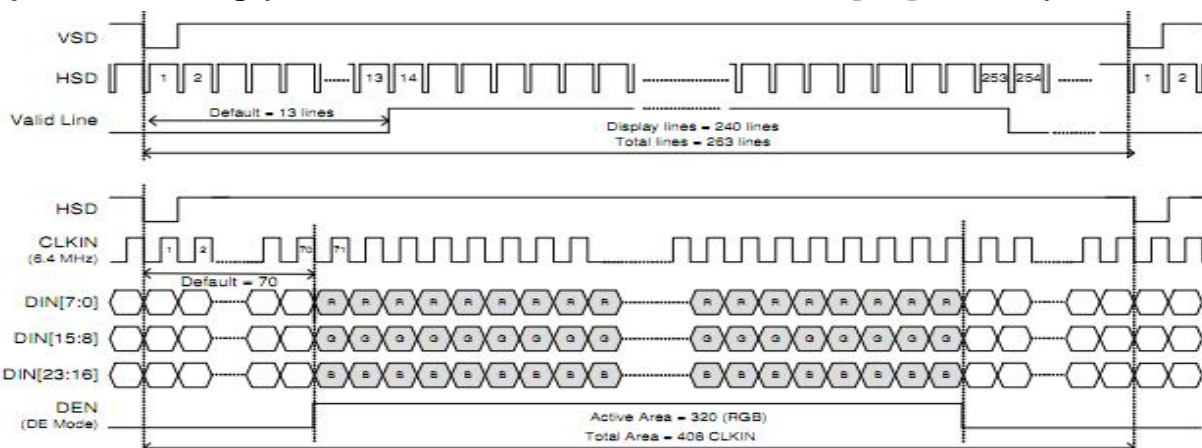 VSD
HSD 1 2 13 14 253 254 1 2
Default = 13 lines
Valid Line
Display lines = 240 lines
Total lines = 263 lines
HSD
CLKIN 1 2 70 71
(6.4 MHz)
Default = 70
DIN[7:0] R R R R R R R R R R R R R R R R R
DIN[15:8] G G G G G G G G G G G G G G G G G
DIN[23:16] B B B B B B B B B B B B B B B B B
DEN
(DE Mode)
Active Area = 320 (RGB)
Total Area = 408 CLKIN